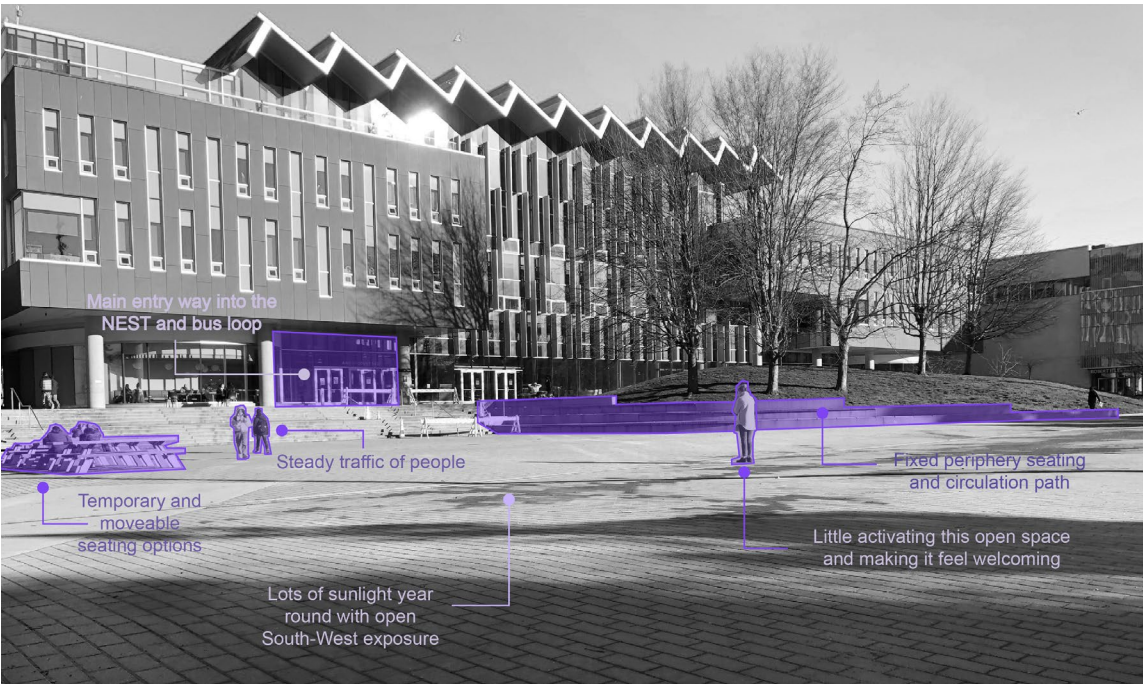 Main entry way into the
NEST and bus loop
Steady traffic of people
Fixed periphery seating
and circulation path
Temporary and
moveable
seating options
Little activating this open space
and making it feel welcoming
Lots of sunlight year
round with open
South-West exposure